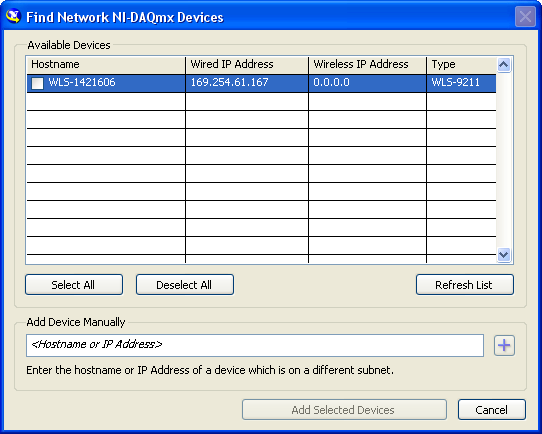 Find Network NI-DAQmx Devices
Available Devices
Hostname Wired IP Address Wireless IP Address Type
WLS-1421606 169.254.61.167 0.0.0.0 WLS-9211
Select All Deselect All Refresh List
Add Device Manually
<Hostname or IP Address>
Enter the hostname or IP Address of a device which is on a different subnet.
Add Selected Devices Cancel